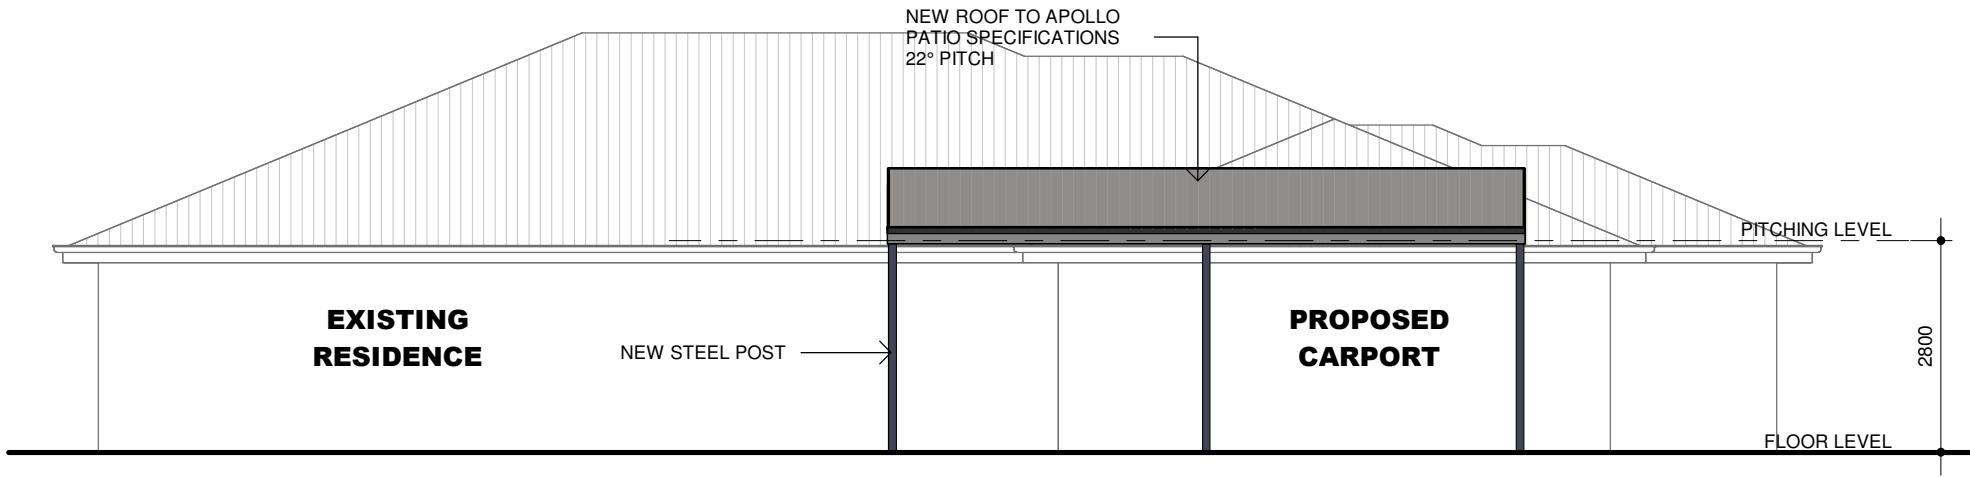 NEW ROOF TO APOLLO
PATIO SPECIFICATIONS
22° PITCH
PITCHING LEVEL
EXISTING
RESIDENCE
NEW STEEL POST
PROPOSED
CARPORT
2800
FLOOR LEVEL